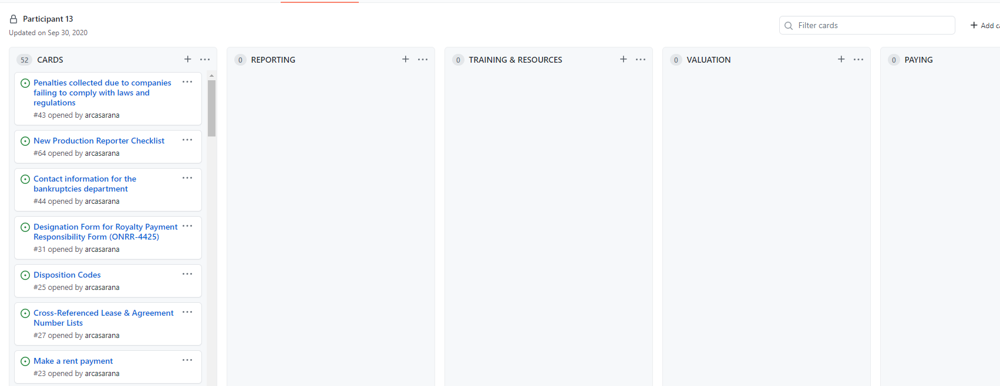 Participant 13
Updated on Sep 30, 2020
Filter cards
Add ca
52 CARDS
Penalties collected due to companies
failing to comply with laws and
regulations
#43 opened by arcasarana
New Production Reporter Checklist
#64 opened by arcasarana
Contact information for the
bankruptcies department
#44 opened by arcasarana
Designation Form for Royalty Payment
Responsibility Form (ONRR-4425)
#31 opened by arcasarana
Disposition Codes
#25 opened by arcasarana
Cross-Referenced Lease & Agreement
Number Lists
#27 opened by arcasarana
Make a rent payment
#23 opened by arcasarana
0 REPORTING
0 TRAINING & RESOURCES
0 VALUATION
0 PAYING